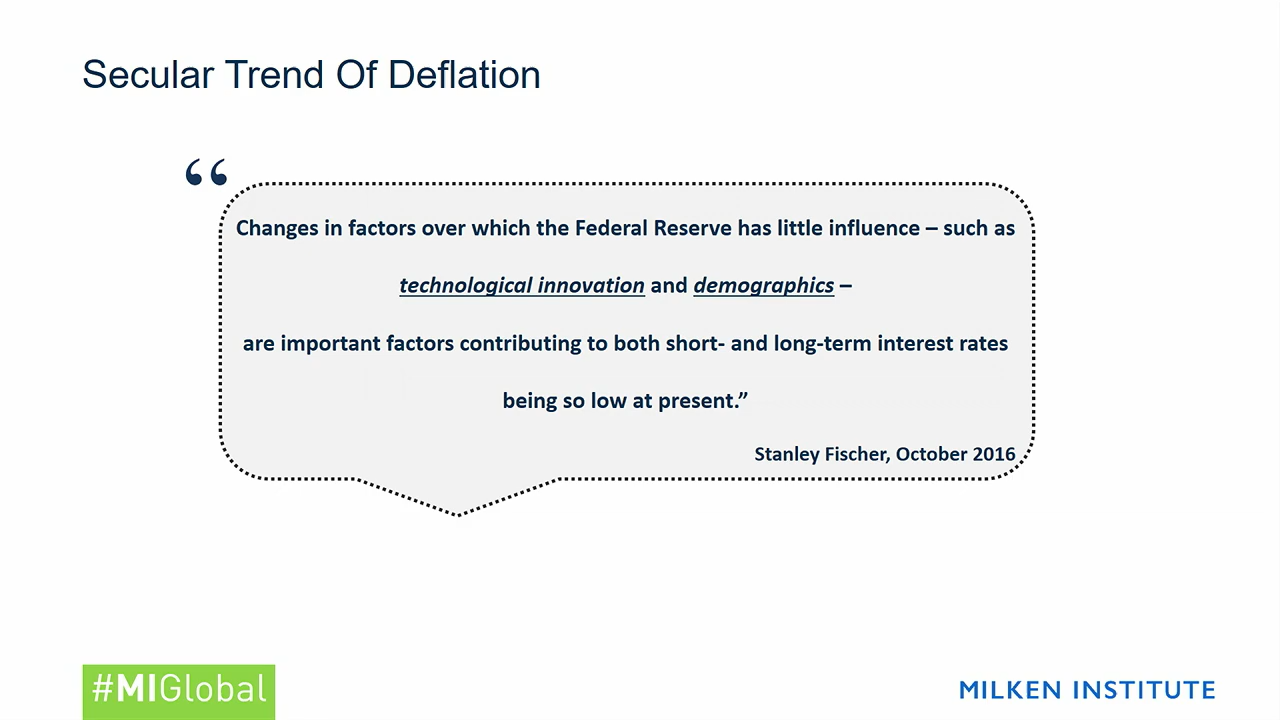 Secular Trend Of Deflation
“
Changes in factors over which the Federal Reserve has little influence – such as
technological innovation and demographics –
are important factors contributing to both short- and long-term interest rates
being so low at present.”
Stanley Fischer, October 2016
#MIGlobal
MILKEN INSTITUTE